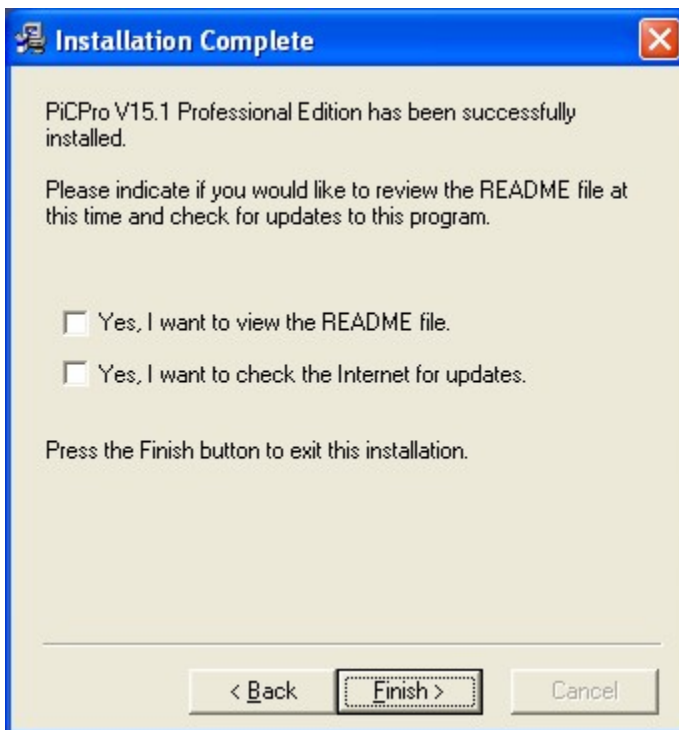 Installation Complete
PiCPro V15.1 Professional Edition has been successfully
installed.
Please indicate if you would like to review the README file at
this time and check for updates to this program.
Yes, I want to view the README file.
Yes, I want to check the Internet for updates.
Press the Finish button to exit this installation.
< Back
Finish >
Cancel